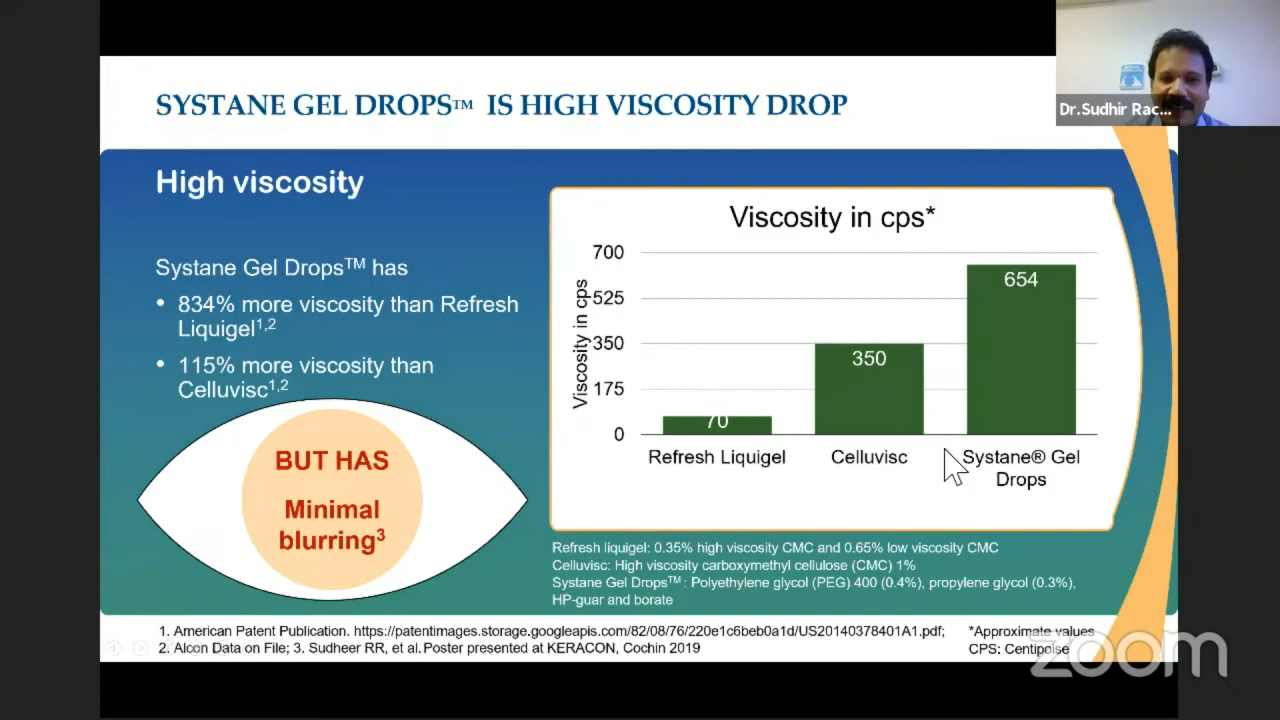 SYSTANE GEL DROPS™ IS HIGH VISCOSITY DROP
Dr.Sudhir Rac...
High viscosity
Systane Gel Drops™ has
• 834% more viscosity than Refresh
Liquigel1,2
• 115% more viscosity than
Celluvisc1,2
BUT HAS
Minimal
blurring3
Viscosity in cps*
Viscosity in cps
700
525
350
175
0
70
350
654
Refresh Liquigel
Celluvisc
Systane® Gel
Drops
Refresh liquigel: 0.35% high viscosity CMC and 0.65% low viscosity CMC
Celluvisc: High viscosity carboxymethyl cellulose (CMC) 1%
Systane Gel Drops™ : Polyethylene glycol (PEG) 400 (0.4%), propylene glycol (0.3%),
HP-guar and borate
1. American Patent Publication. https://patentimages.storage.googleapis.com/82/08/76/220e1c6beb0a1d/US20140378401A1.pdf;
2. Alcon Data on File; 3. Sudheer RR, et al. Poster presented at KERACON, Cochin 2019
*Approximate values
CPS: Centipoise
zoom